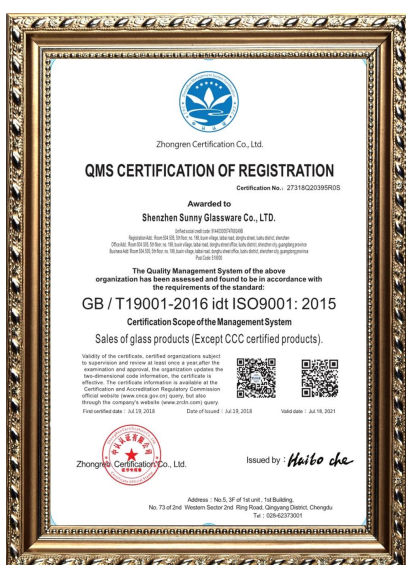 Zhongren Certification Co., Ltd.
QMS CERTIFICATION OF REGISTRATION
Certification No.: 27318Q20395R0S
Awarded to
Shenzhen Sunny Glassware Co., LTD.
The Quality Management System of the above
organization has been assessed and found to be in accordance with
the requirements of the standard:
GB / T19001-2016 idt ISO9001: 2015
Certification Scope of the Management System
Sales of glass products (Except CCC certified products).
Validity of the certificate, certified organizations subject
to supervision and review at least once a year,after the
examination and approval, the organization updates the
two-dimensional code information, the certificate is
effective. The certificate information is available at the
Certification and Accreditation Regulatory Commission
official website (www.cnca.gov.cn) query, but also
through the company's website (www.zrcln.com) query.
First certified date : Jul 19, 2018 Date of Issued : Jul 29, 2018 Valid date : Jul 18, 2021
Zhongren Certification Co., Ltd.
Issued by : Haibo che
Address : No.5, 3F of 1st unit , 1st Building,
No. 73 of 2nd Western Sector 2nd Ring Road, Qingyang District, Chengdu
Tel : 028-62373001